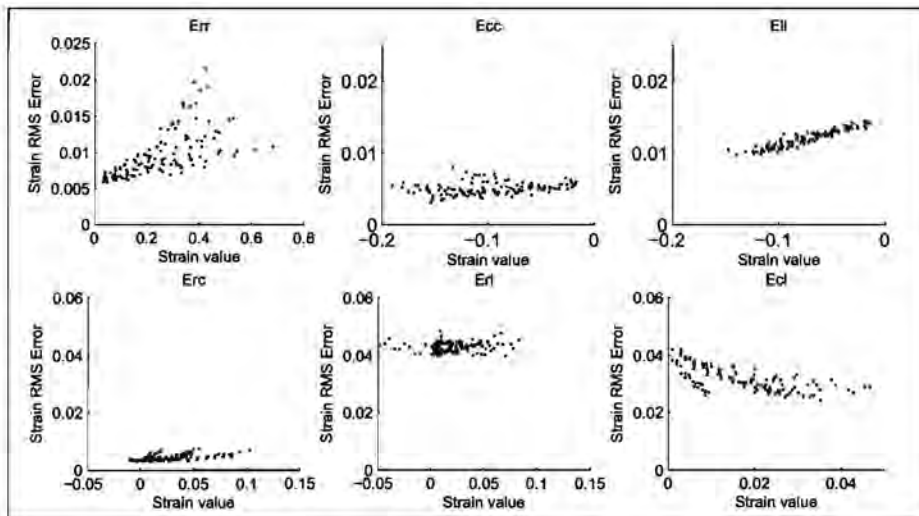 Err
Strain RMS Error
0.025
0.02
0.015
0.01
0.005
0
0 0.2 0.4 0.6 0.8
Strain value
Ecc
Strain RMS Error
0.02
0.01
0
−0.2 −0.1 0
Strain value
Ell
Strain RMS Error
0.02
0.01
0
−0.2 −0.1 0
Strain value
Erc
Strain RMS Error
0.06
0.04
0.02
0
−0.05 0 0.05 0.1 0.15
Strain value
Erl
Strain RMS Error
0.06
0.04
0.02
0
−0.05 0 0.05 0.1 0.15
Strain value
Ecl
Strain RMS Error
0.06
0.04
0.02
0
0.02 0.04
Strain value